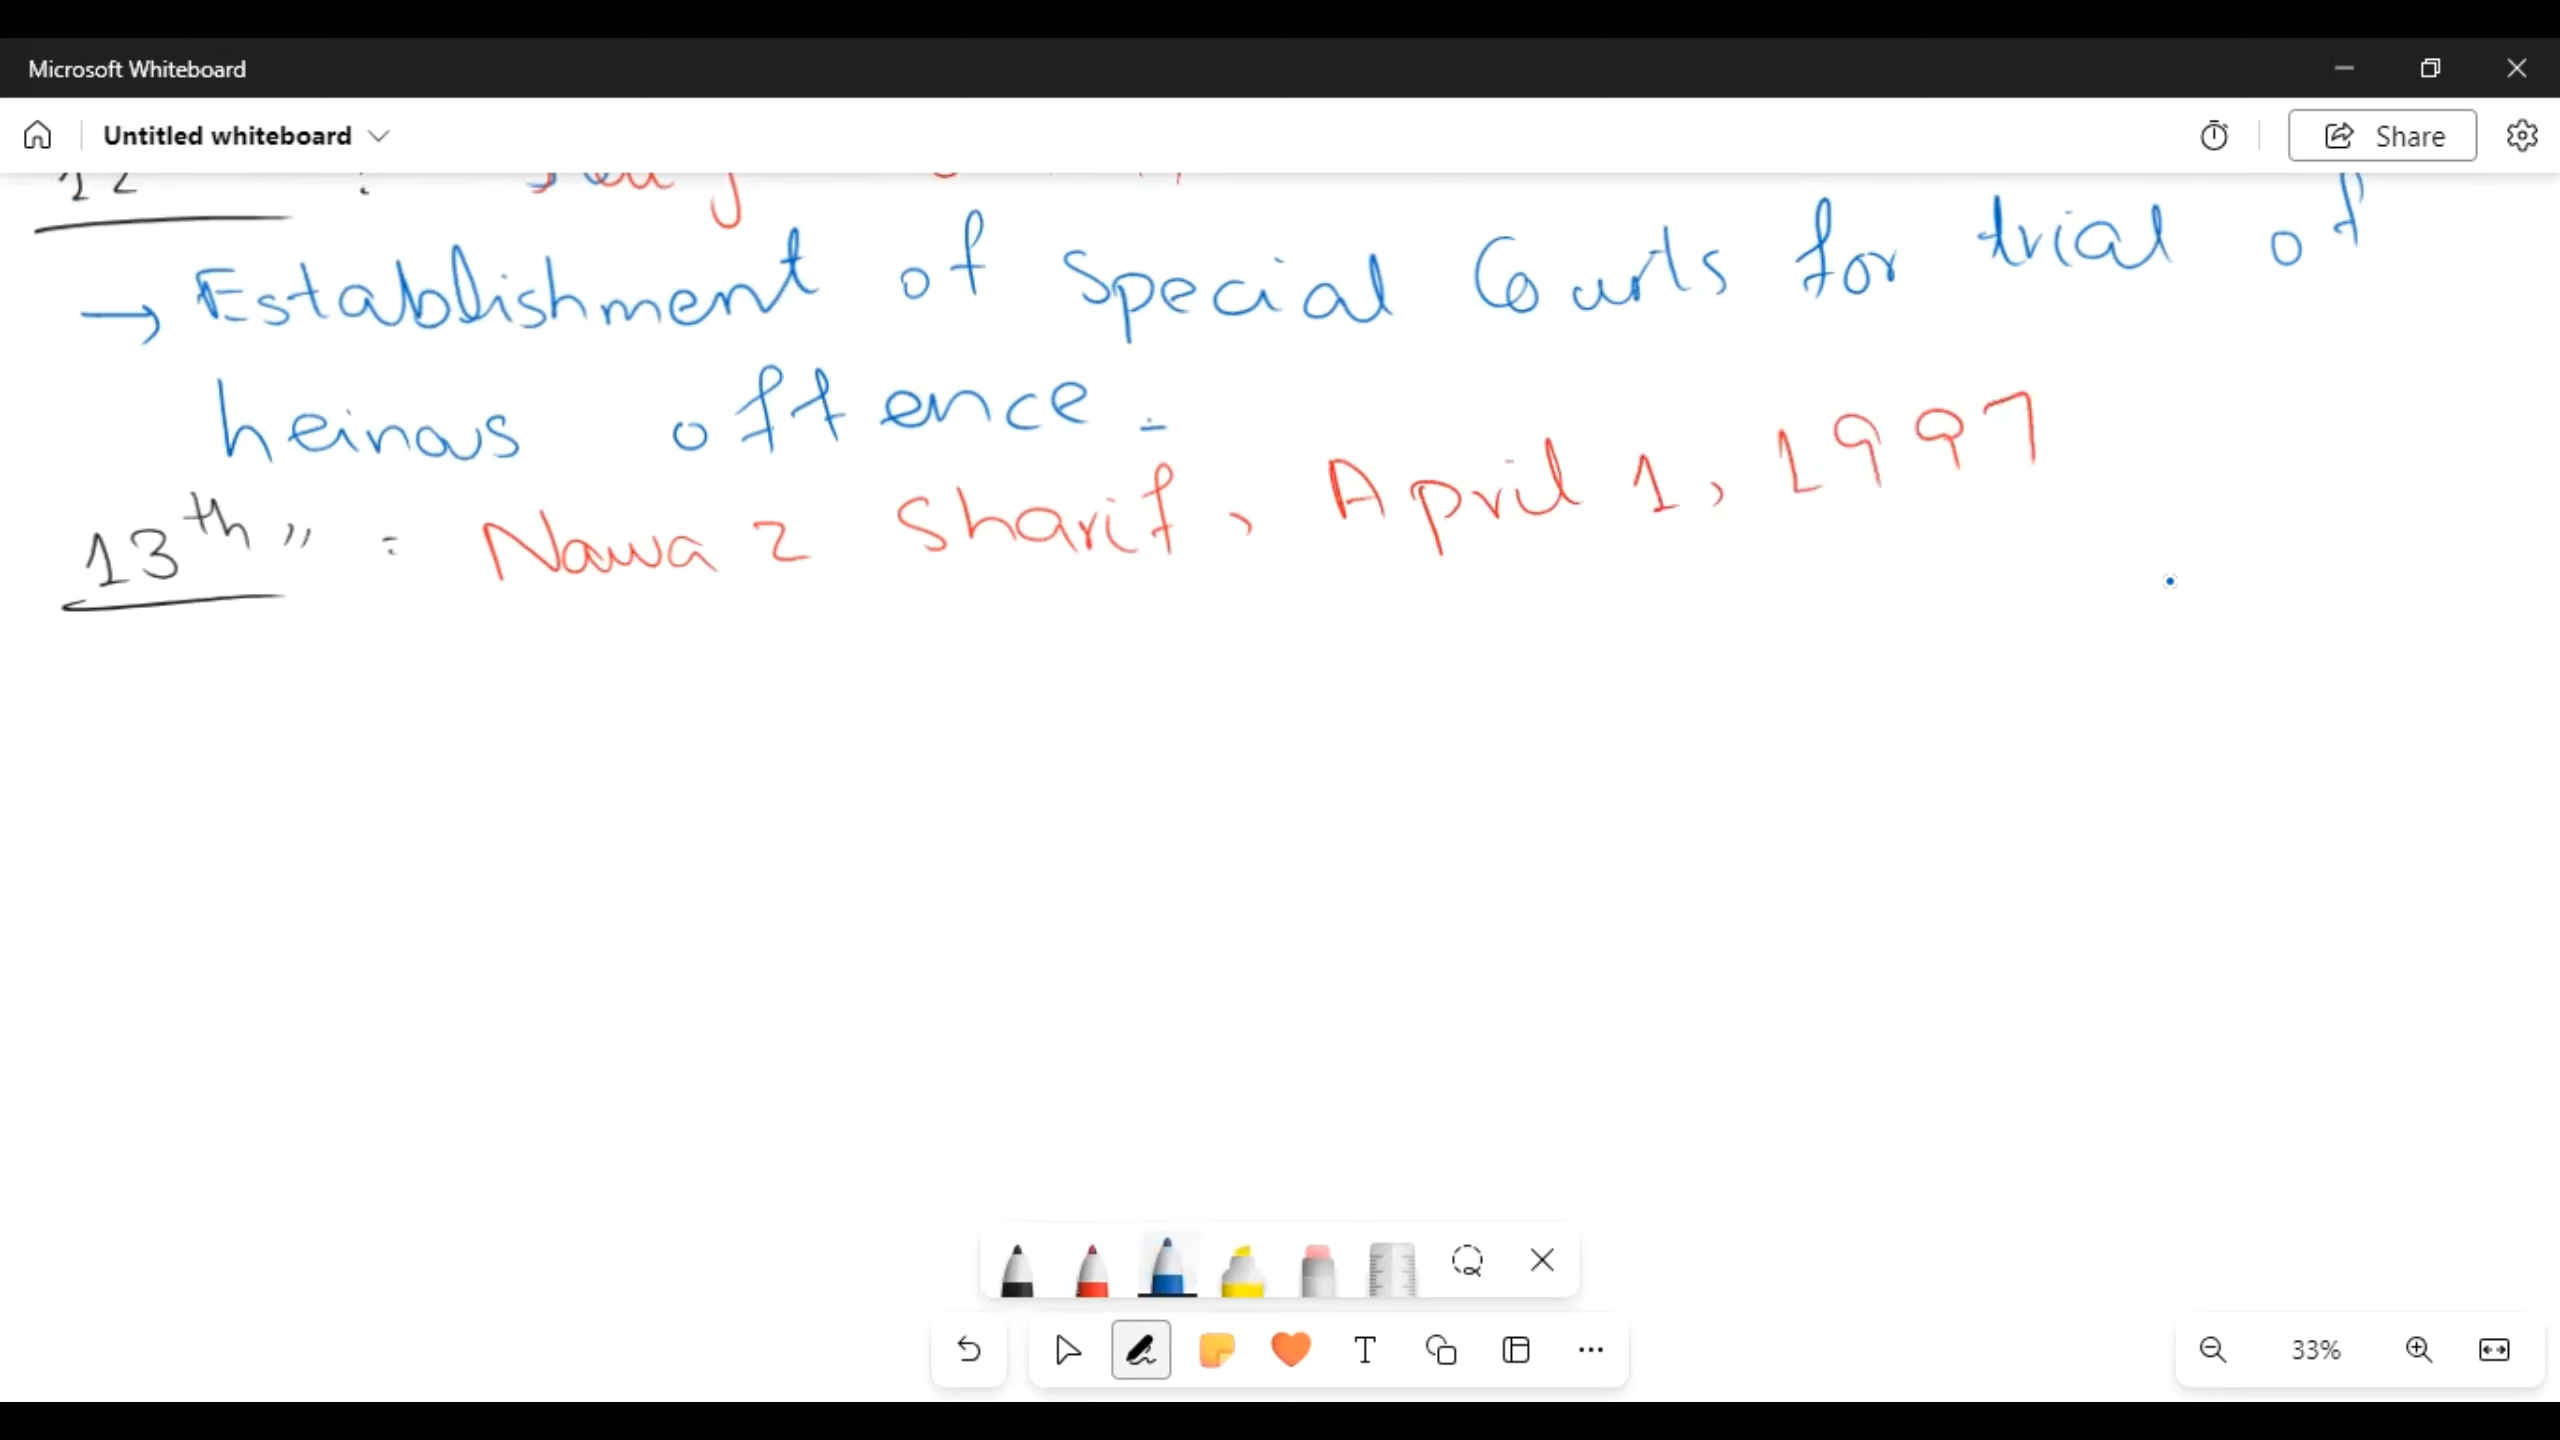 Microsoft Whiteboard
Untitled whiteboard
Share
12
→ Establishment of Special Courts for trial of
heinous offence.
13th " : Nawaz Sharif, April 1, 1997
33%